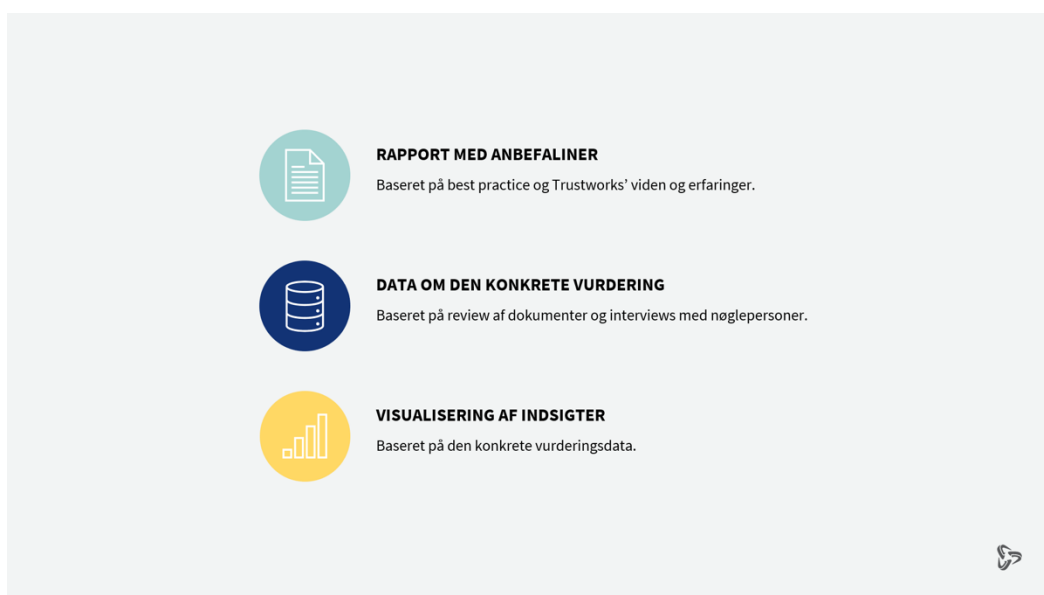 RAPPORT MED ANBEFALINER
Baseret på best practice og Trustworks’ viden og erfaringer.
DATA OM DEN KONKRETE VURDERING
Baseret på review af dokumenter og interviews med nøglepersoner.
VISUALISERING AF INDSIGTER
Baseret på den konkrete vurderingsdata.